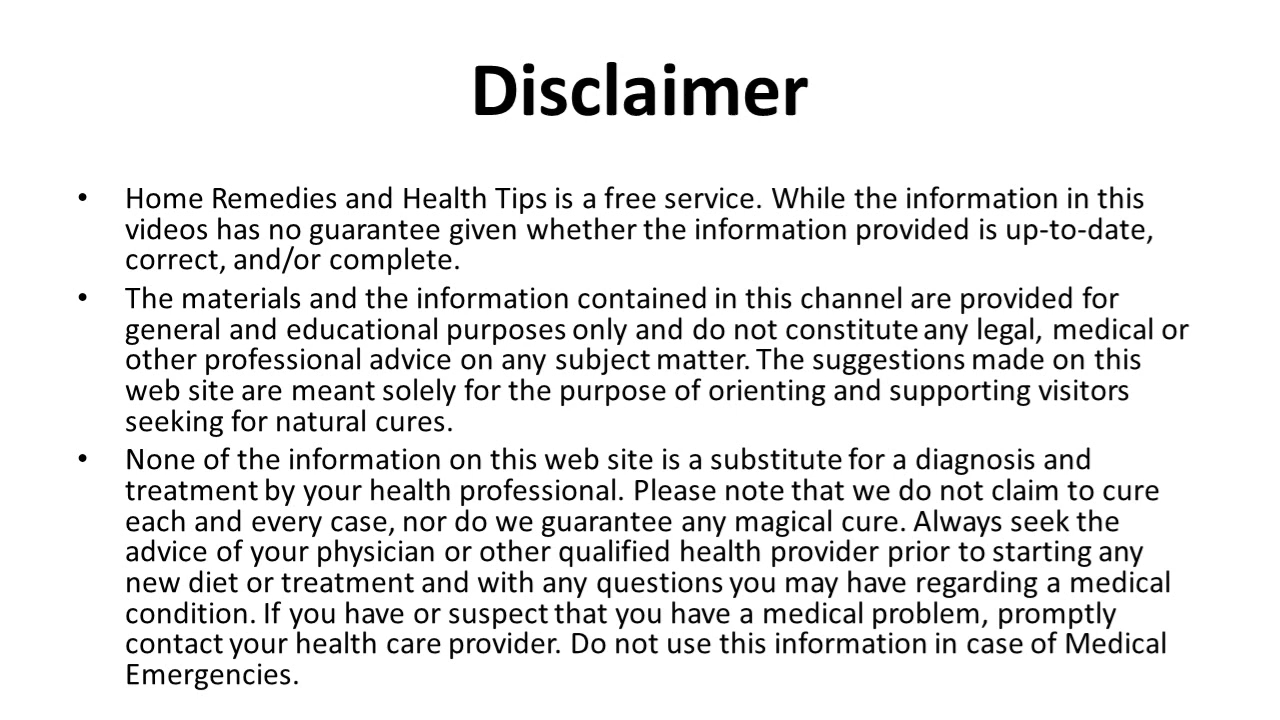 Disclaimer
• Home Remedies and Health Tips is a free service. While the information in this
videos has no guarantee given whether the information provided is up-to-date,
correct, and/or complete.
• The materials and the information contained in this channel are provided for
general and educational purposes only and do not constitute any legal, medical or
other professional advice on any subject matter. The suggestions made on this
web site are meant solely for the purpose of orienting and supporting visitors
seeking for natural cures.
• None of the information on this web site is a substitute for a diagnosis and
treatment by your health professional. Please note that we do not claim to cure
each and every case, nor do we guarantee any magical cure. Always seek the
advice of your physician or other qualified health provider prior to starting any
new diet or treatment and with any questions you may have regarding a medical
condition. If you have or suspect that you have a medical problem, promptly
contact your health care provider. Do not use this information in case of Medical
Emergencies.